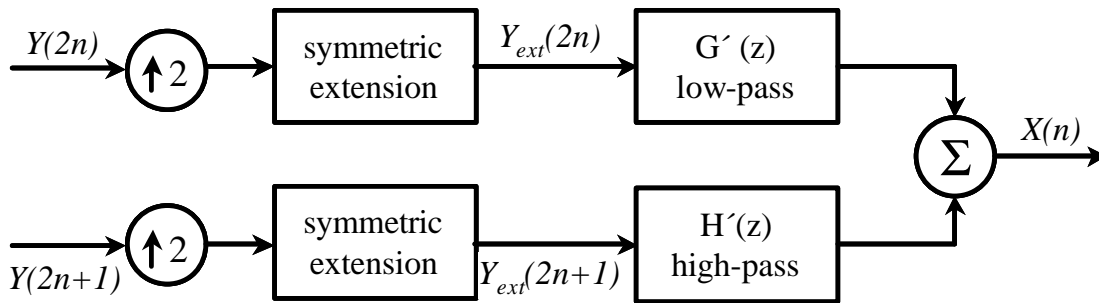 Y(2n)
↑2
symmetric
extension
Y_ext(2n)
G´ (z)
low-pass
Σ
X(n)
Y(2n+1)
↑2
symmetric
extension
Y_ext(2n+1)
H´(z)
high-pass